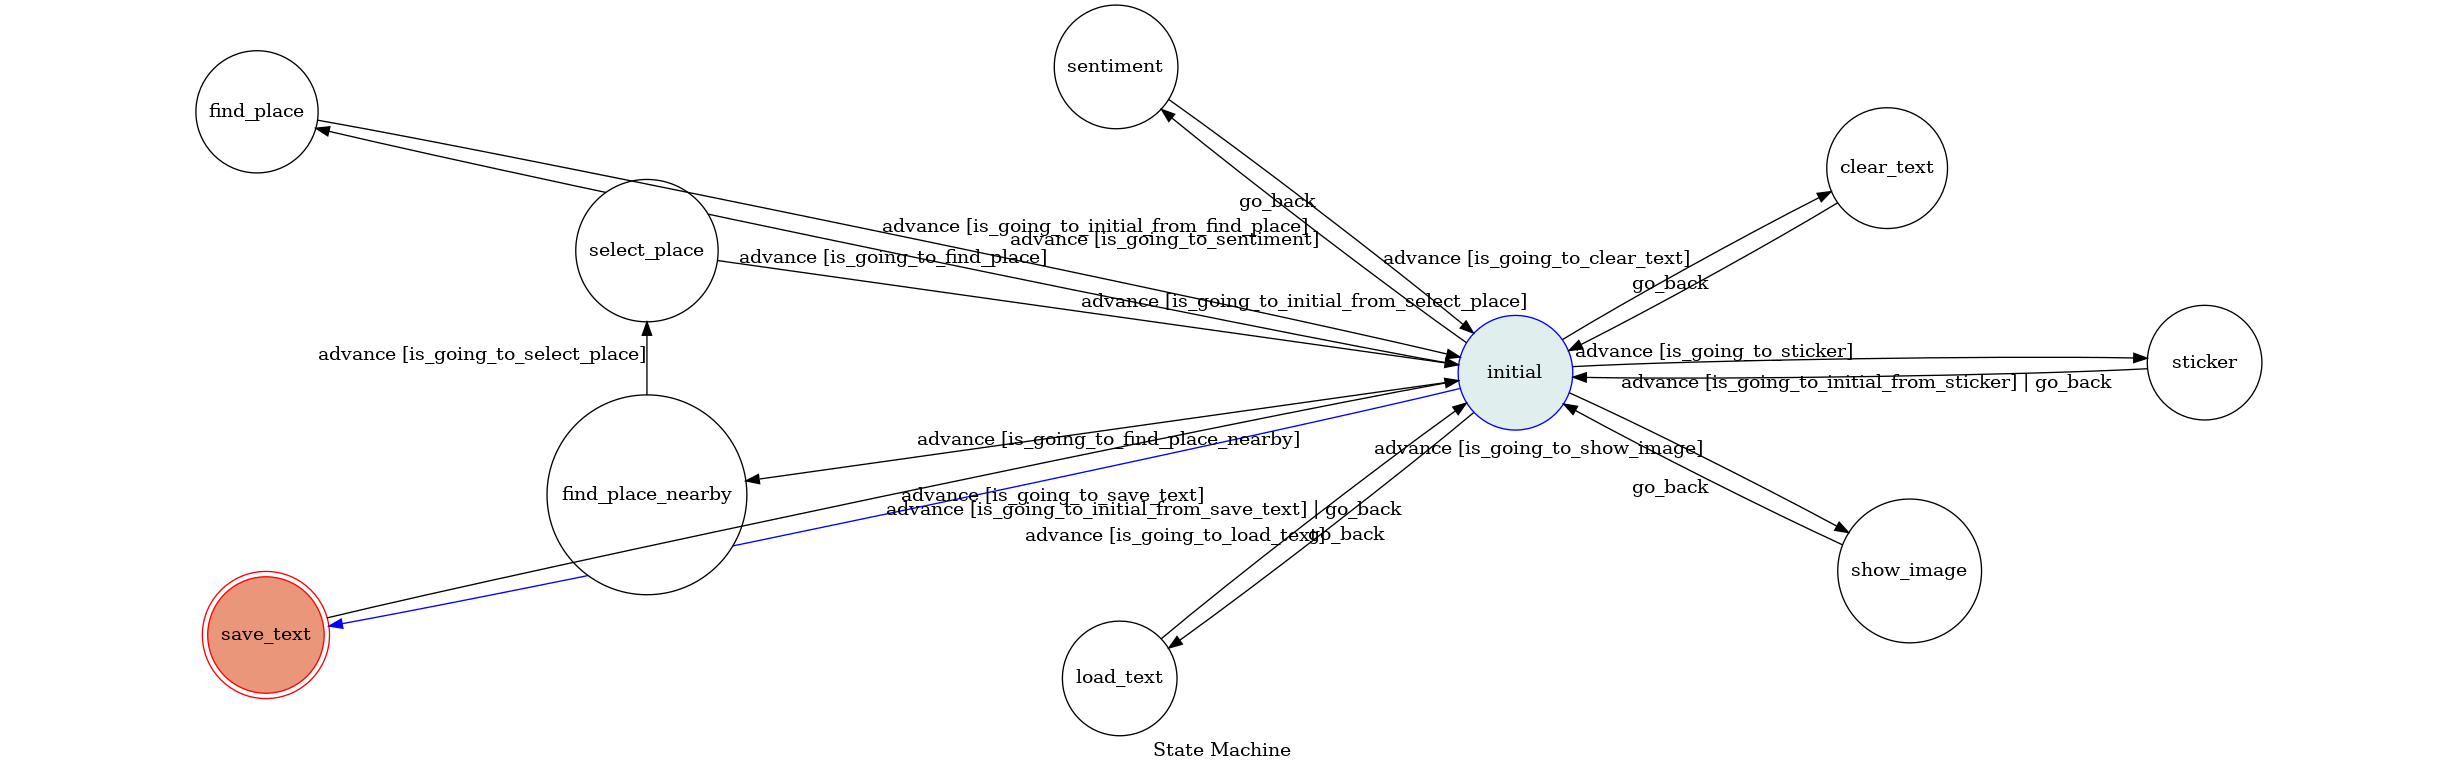 sentiment
find_place
clear_text
go_back
advance [is_going_to_initial_from_find_place]
advance [is_going_to_sentiment]
select_place
advance [is_going_to_find_place]
advance [is_going_to_clear_text]
go_back
advance [is_going_to_initial_from_select_place]
advance [is_going_to_select_place]
advance [is_going_to_sticker]
sticker
initial
advance [is_going_to_initial_from_sticker] | go_back
advance [is_going_to_find_place_nearby]
advance [is_going_to_show_image]
go_back
find_place_nearby
advance [is_going_to_save_text]
advance [is_going_to_initial_from_save_text] | go_back
advance [is_going_to_load_text]
go_back
show_image
save_text
load_text
State Machine